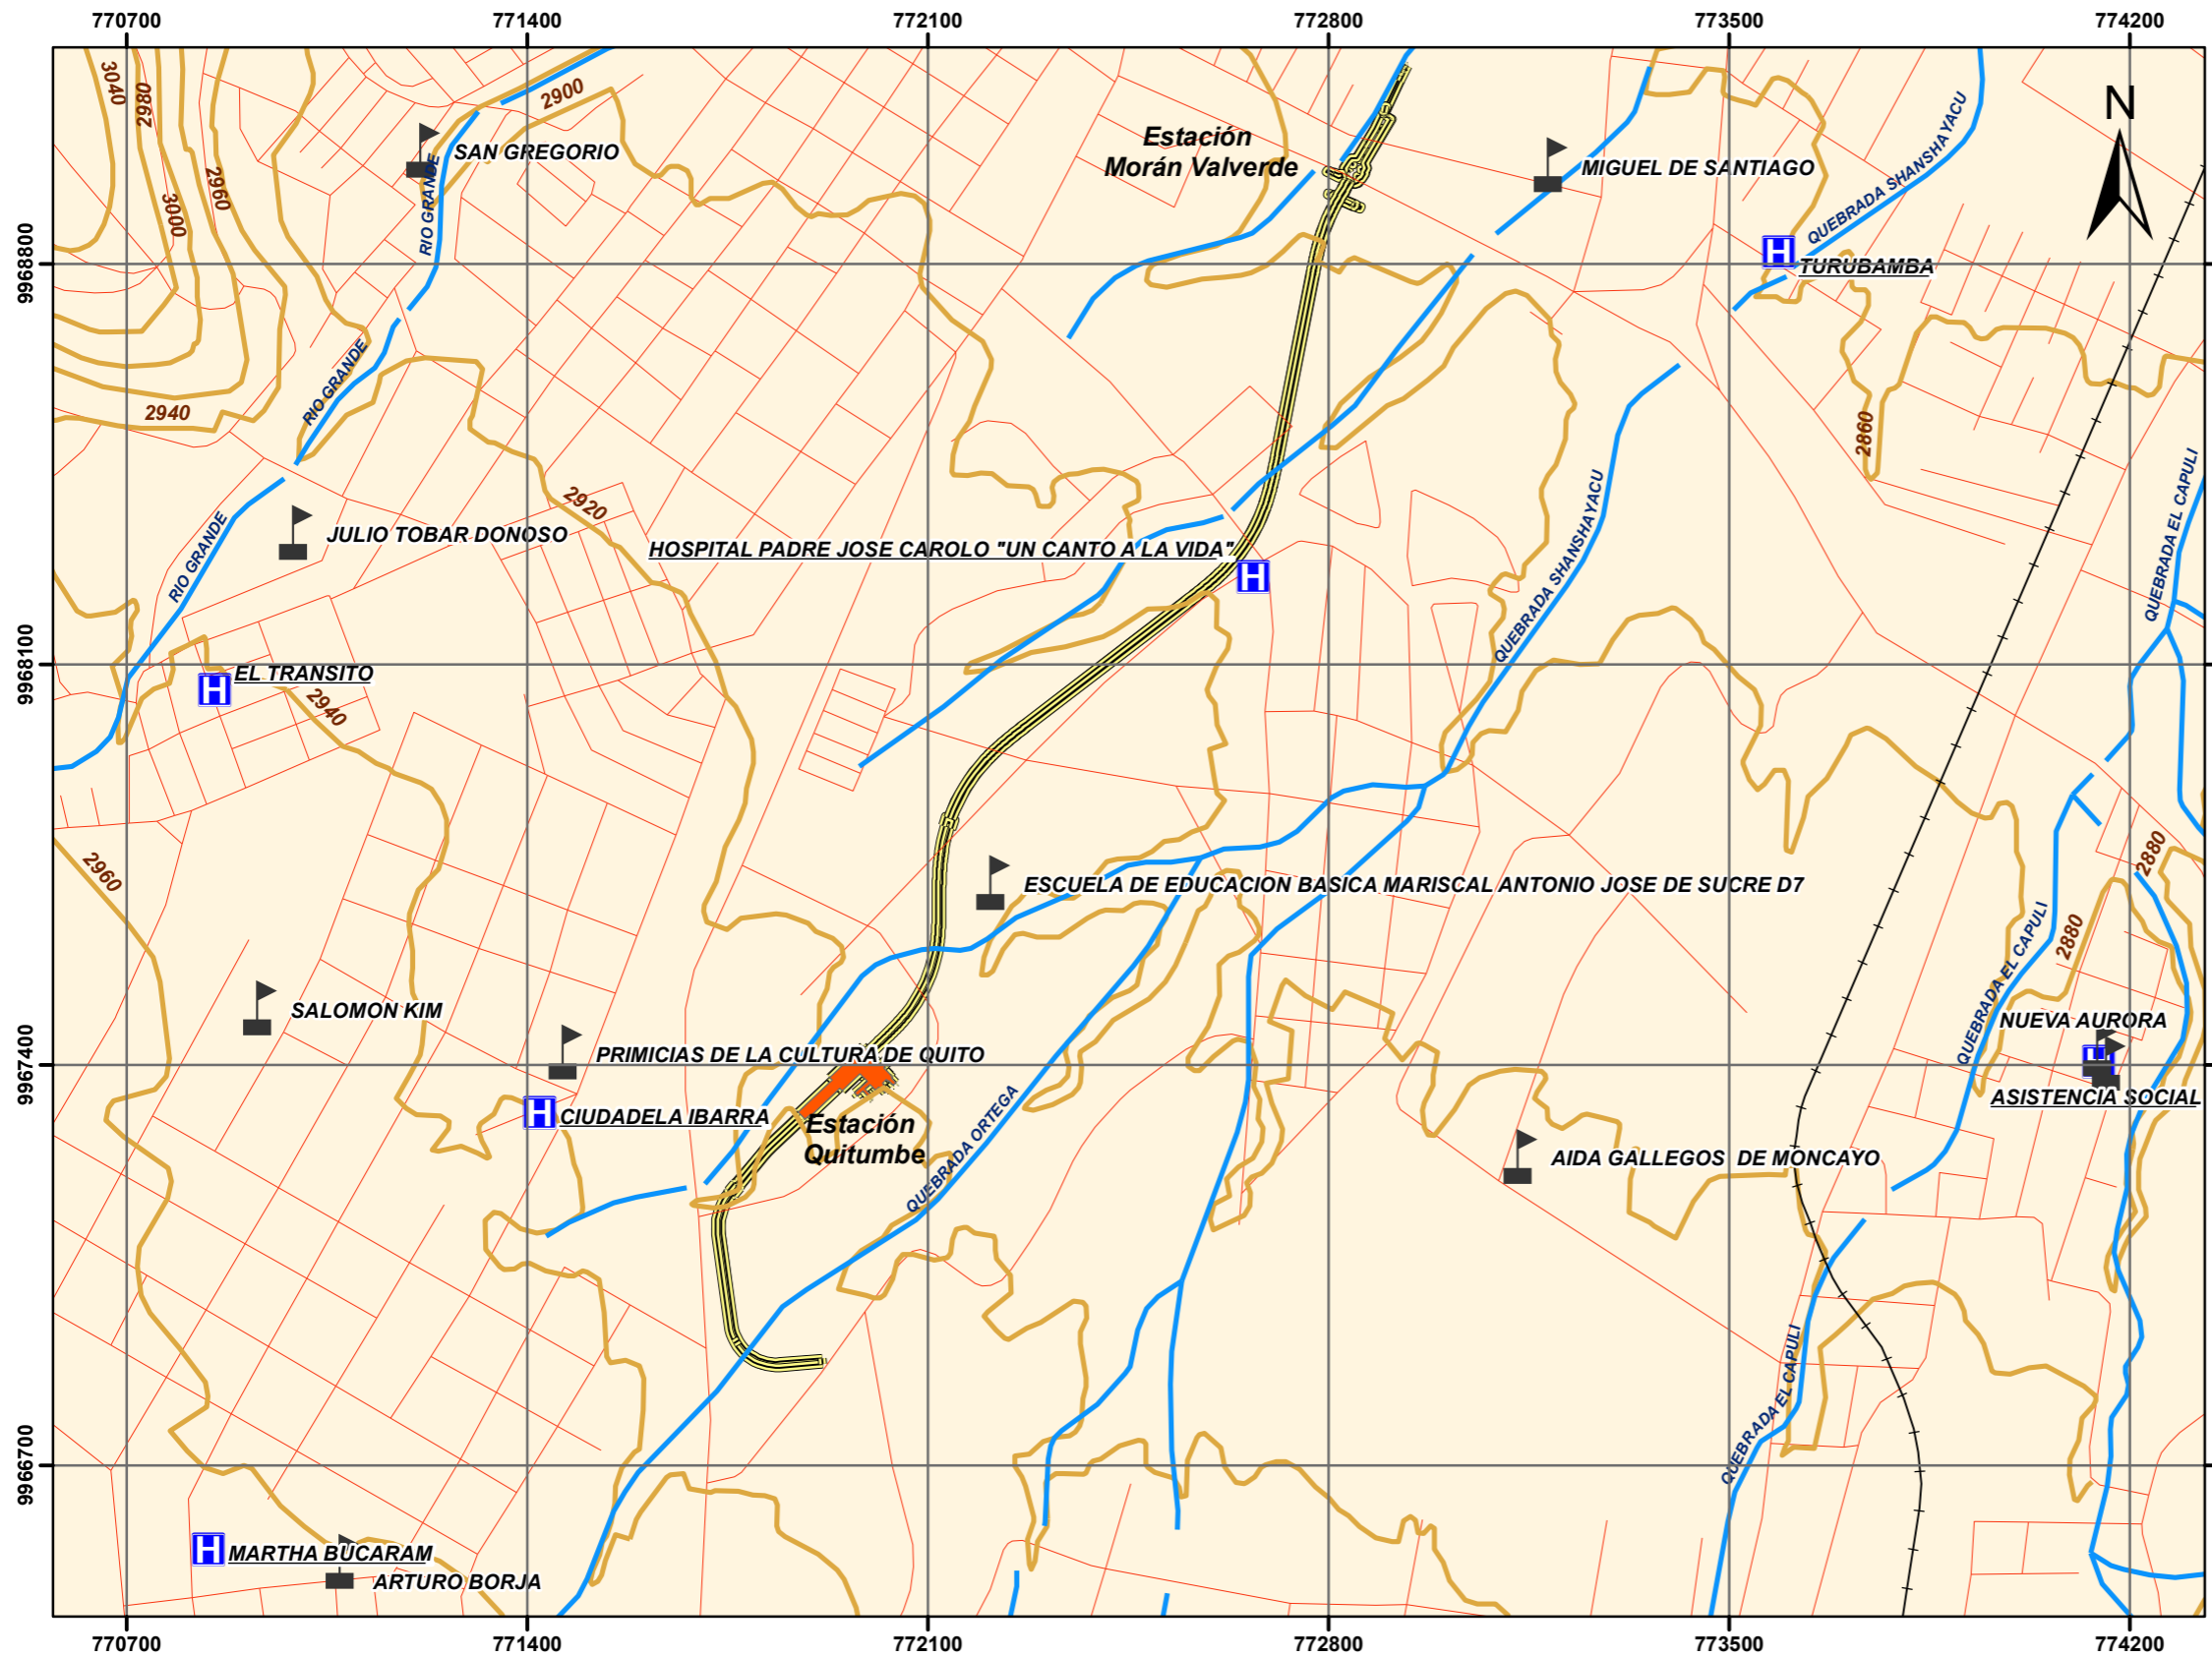 770700 771400 772100 772800 773500 774200
N
3040
2980
2900
3000
2960
SAN GREGORIO
RIO GRANDE
Estación
Morán Valverde
MIGUEL DE SANTIAGO
QUEBRADA SHANSHAYACU
TURUBAMBA
9968800
RIO GRANDE
2940
2860
2920
JULIO TOBAR DONOSO
RIO GRANDE
HOSPITAL PADRE JOSE CAROLO "UN CANTO A LA VIDA"
QUEBRADA SHANSHAYACU
QUEBRADA EL CAPULI
9968100
EL TRANSITO
H
2940
2960
2880
ESCUELA DE EDUCACION BASICA MARISCAL ANTONIO JOSE DE SUCRE D7
2880
QUEBRADA EL CAPULI
SALOMON KIM
NUEVA AURORA
PRIMICIAS DE LA CULTURA DE QUITO
9967400
CIUDADELA IBARRA
ASISTENCIA SOCIAL
Estación
Quitumbe
QUEBRADA ORTEGA
AIDA GALLEGOS DE MONCAYO
QUEBRADA EL CAPULI
9966700
MARTHA BUCARAM
ARTURO BORJA
770700 771400 772100 772800 773500 774200